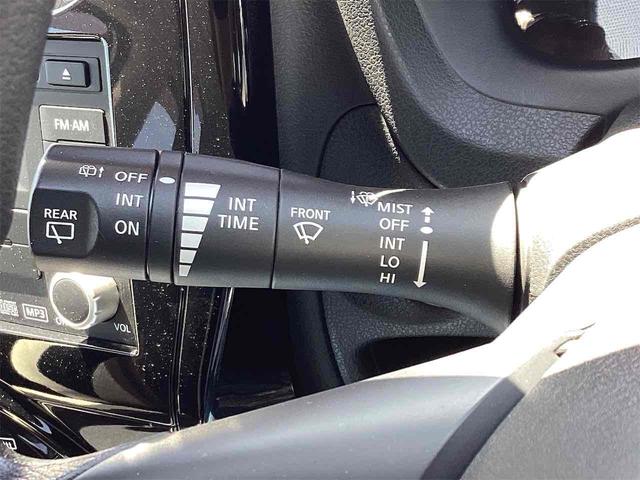 FM·AM
OFF
INT
ON
REAR
INT
TIME
FRONT
MIST
OFF
INT
LO
HI
MP3
VOL